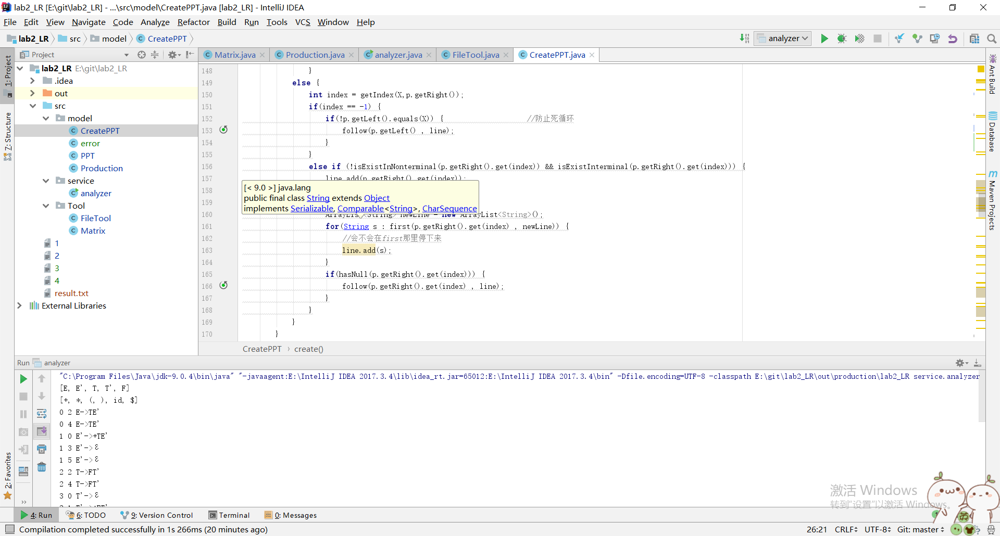 lab2_LR [E:\git\lab2_LR] - ...\src\model\CreatePPT.java [lab2_LR] - IntelliJ IDEA
File Edit View Navigate Code Analyze Refactor Build Run Tools VCS Window Help
lab2_LR src model CreatePPT analyzer
1: Project
7: Structure
2: Favorites
Project
lab2_LR E:\git\lab2_LR
.idea
out
src
model
CreatePPT
error
PPT
Production
service
analyzer
Tool
FileTool
Matrix
1
2
3
4
result.txt
External Libraries
Matrix.java Production.java analyzer.java FileTool.java CreatePPT.java
148 }
149 else {
150 int index = getIndex(X,p.getRight());
151 if(index == -1) {
152 if(!p.getLeft().equals(X)) { //防止死循环
153 follow(p.getLeft() , line);
154 }
155 }
156 else if (!isExistInNonterminal(p.getRight().get(index)) && isExistInterminal(p.getRight().get(index))) {
157 line.add(p.getRight().get(index));
158
159
[< 9.0 >] java.lang
public final class String extends Object
implements Serializable, Comparable<String>, CharSequence
160 ArrayList<String> newLine = new ArrayList<String>();
161 for(String s : first(p.getRight().get(index) , newLine)) {
162 //会不会在first那里停下来
163 line.add(s);
164 }
165 if(hasNull(p.getRight().get(index))) {
166 follow(p.getRight().get(index) , line);
167 }
168 }
169 }
170 }
CreatePPT › create()
Ant Build
Database
Maven Projects
Run analyzer
"C:\Program Files\Java\jdk-9.0.4\bin\java" "-javaagent:E:\IntelliJ IDEA 2017.3.4\lib\idea_rt.jar=65012:E:\IntelliJ IDEA 2017.3.4\bin" -Dfile.encoding=UTF-8 -classpath E:\git\lab2_LR\out\production\lab2_LR service.analyzer
[E, E', T, T', F]
[+, *, (, ), id, $]
0 2 E->TE'
0 4 E->TE'
1 0 E'->+TE'
1 3 E'->ε
1 5 E'->ε
2 2 T->FT'
2 4 T->FT'
3 0 T'->ε
激活 Windows
转到"设置"以激活 Windows。
4: Run 6: TODO 9: Version Control Terminal 0: Messages
Compilation completed successfully in 1s 266ms (20 minutes ago) 26:21 CRLF UTF-8 Git: master